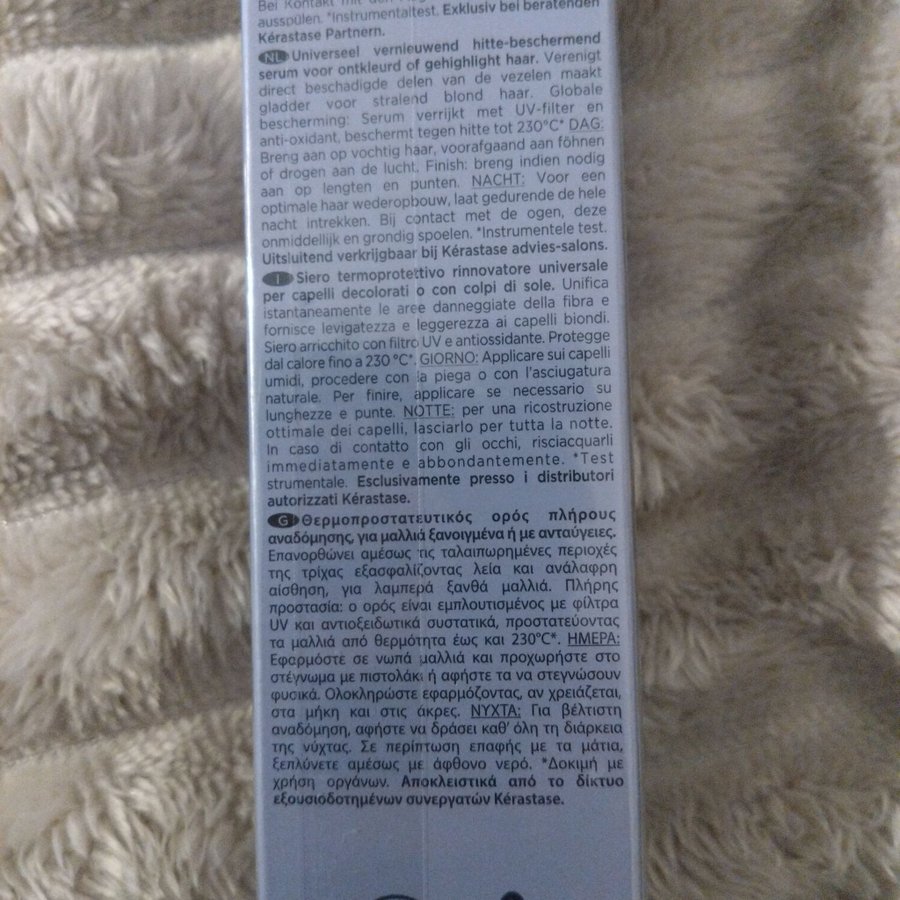 Bei Kontakt mit den
ausspülen. *Instrumentaltest. Exklusiv bei beratenden
Kérastase Partnern.
NL Universeel vernieuwend hitte-beschermend
serum voor ontkleurd of gehighlight haar. Verenigt
direct beschadigde delen van de vezelen maakt
gladder voor stralend blond haar. Globale
bescherming: Serum verrijkt met UV-filter en
anti-oxidant, beschermt tegen hitte tot 230°C* DAG:
Breng aan op vochtig haar, voorafgaand aan föhnen
of drogen aan de lucht. Finish: breng indien nodig
aan op lengten en punten. NACHT: Voor een
optimale haar wederopbouw, laat gedurende de hele
nacht intrekken. Bij contact met de ogen, deze
onmiddellijk en grondig spoelen. *Instrumentele test.
Uitsluitend verkrijgbaar bij Kérastase advies-salons.
I Siero termoprotettivo rinnovatore universale
per capelli decolorati o con colpi di sole. Unifica
istantaneamente le aree danneggiate della fibra e
fornisce levigatezza e leggerezza ai capelli biondi.
Siero arricchito con filtro UV e antiossidante. Protegge
dal calore fino a 230 °C*. GIORNO: Applicare sui capelli
umidi, procedere con la piega o con l'asciugatura
naturale. Per finire, applicare se necessario su
lunghezze e punte. NOTTE: per una ricostruzione
ottimale dei capelli, lasciarlo per tutta la notte.
In caso di contatto con gli occhi, risciacquarli
immediatamente e abbondantemente. *Test
strumentale. Esclusivamente presso i distributori
autorizzati Kérastase.
G Θερμοπροστατευτικός ορός πλήρους
αναδόμησης, για μαλλιά ξανοιγμένα ή με ανταύγειες.
Επανορθώνει αμέσως τις ταλαιπωρημένες περιοχές
της τρίχας εξασφαλίζοντας λεία και ανάλαφρη
αίσθηση, για λαμπερά ξανθά μαλλιά. Πλήρης
προστασία: ο ορός είναι εμπλουτισμένος με φίλτρα
UV και αντιοξειδωτικά συστατικά, προστατεύοντας
τα μαλλιά από θερμότητα έως και 230°C*. ΗΜΕΡΑ:
Εφαρμόστε σε νωπά μαλλιά και προχωρήστε στο
στέγνωμα με πιστολάκι ή αφήστε τα να στεγνώσουν
φυσικά. Ολοκληρώστε εφαρμόζοντας, αν χρειάζεται,
στα μήκη και στις άκρες. ΝΥΧΤΑ: Για βέλτιστη
αναδόμηση, αφήστε να δράσει καθ' όλη τη διάρκεια
της νύχτας. Σε περίπτωση επαφής με τα μάτια,
ξεπλύνετε αμέσως με άφθονο νερό. *Δοκιμή με
χρήση οργάνων. Αποκλειστικά από το δίκτυο
εξουσιοδοτημένων συνεργατών Kérastase.